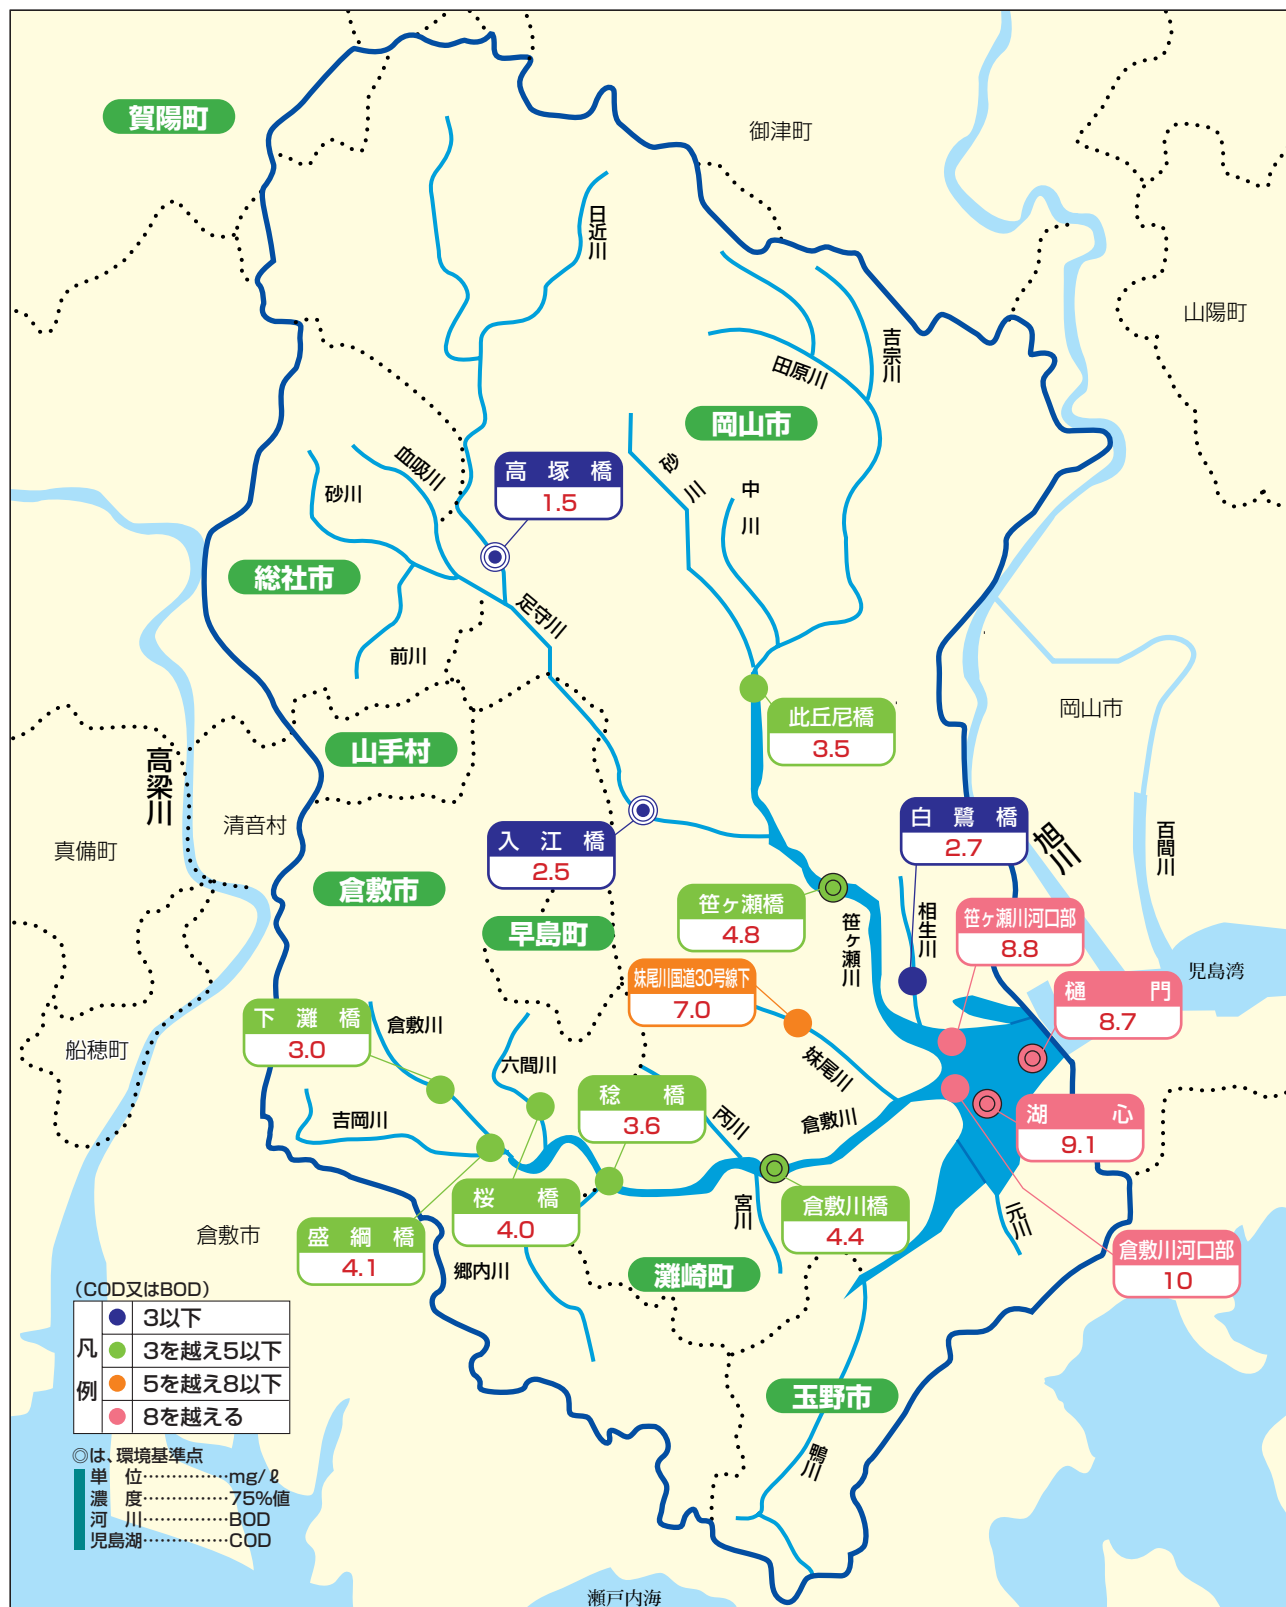 賀陽町
御津町
日近川
山陽町
吉宗川
田原川
岡山市
血吸川
高塚橋
1.5
砂川
中川
砂川
総社市
足守川
前川
此丘尼橋
3.5
岡山市
山手村
高梁川
清音村
真備町
白鷺橋
2.7
旭川
百間川
入江橋
2.5
倉敷市
笹ヶ瀬橋
4.8
早島町
笹ヶ瀬川
相生川
笹ヶ瀬川河口部
8.8
児島湾
妹尾川国道30号線下
7.0
樋門
8.7
下灘橋
3.0
倉敷川
船穂町
六間川
妹尾川
稔橋
3.6
丙川
倉敷川
吉岡川
湖心
9.1
桜橋
4.0
宮川
倉敷川橋
4.4
元川
倉敷市
盛綱橋
4.1
郷内川
灘崎町
倉敷川河口部
10
(COD又はBOD)
凡例
3以下
3を越え5以下
5を越え8以下
8を越える
玉野市
鴨川
◎は、環境基準点
単位……………mg/ℓ
濃度……………75%値
河川……………BOD
児島湖……………COD
瀬戸内海